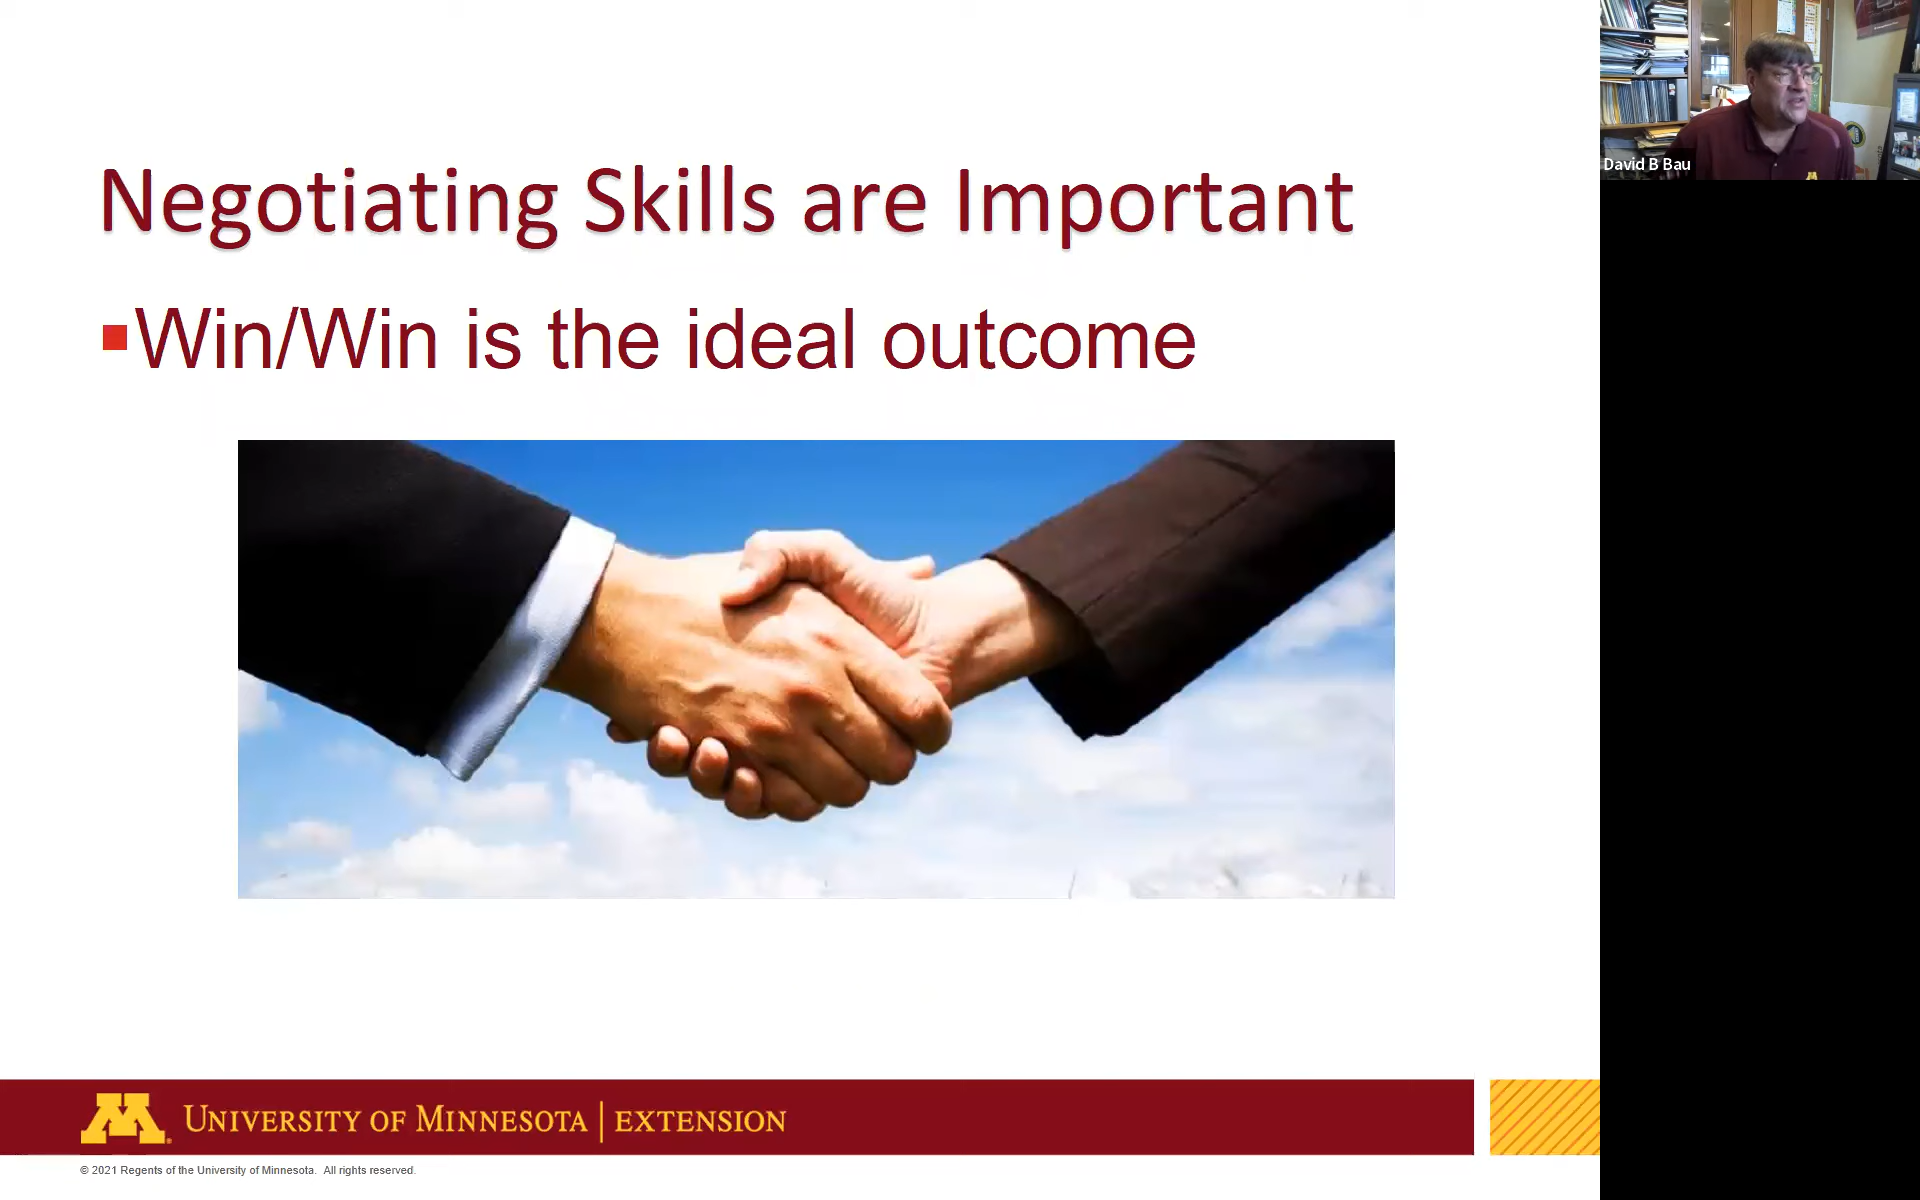 Negotiating Skills are Important
Win/Win is the ideal outcome
David B Bau
UNIVERSITY OF MINNESOTA | EXTENSION
© 2021 Regents of the University of Minnesota. All rights reserved.